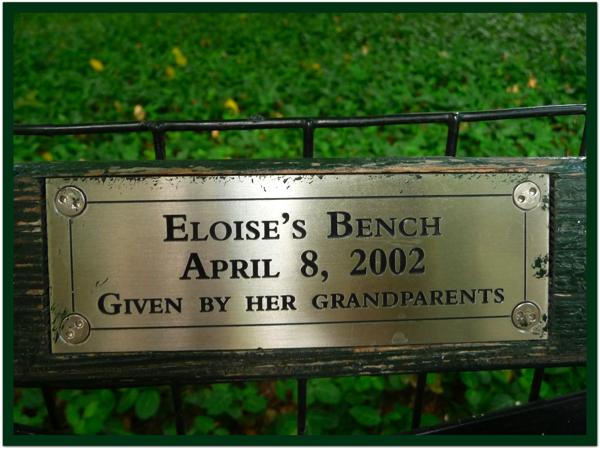 Eloise's Bench
April 8, 2002
Given by her grandparents